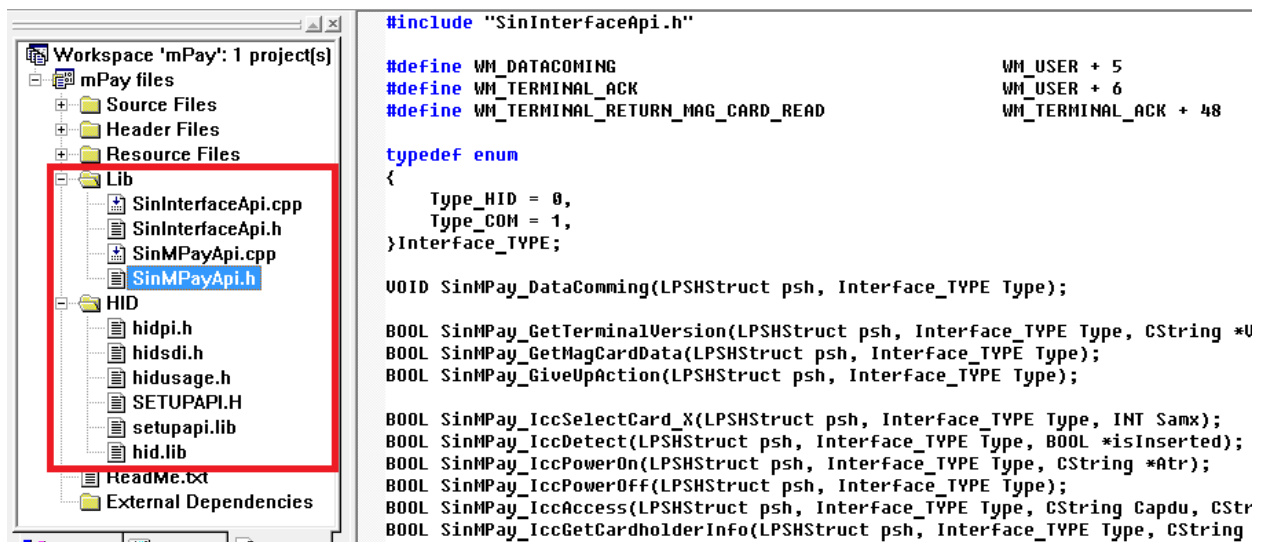 Workspace 'mPay': 1 project(s)
mPay files
Source Files
Header Files
Resource Files
Lib
SinInterfaceApi.cpp
SinInterfaceApi.h
SinMPayApi.cpp
SinMPayApi.h
HID
hidpi.h
hidsdi.h
hidusage.h
SETUPAPI.H
setupapi.lib
hid.lib
ReadMe.txt
External Dependencies
#include "SinInterfaceApi.h"
#define WM_DATACOMING WM_USER + 5
#define WM_TERMINAL_ACK WM_USER + 6
#define WM_TERMINAL_RETURN_MAG_CARD_READ WM_TERMINAL_ACK + 48
typedef enum
{
Type_HID = 0,
Type_COM = 1,
}Interface_TYPE;
VOID SinMPay_DataComming(LPSHStruct psh, Interface_TYPE Type);
BOOL SinMPay_GetTerminalVersion(LPSHStruct psh, Interface_TYPE Type, CString *V
BOOL SinMPay_GetMagCardData(LPSHStruct psh, Interface_TYPE Type);
BOOL SinMPay_GiveUpAction(LPSHStruct psh, Interface_TYPE Type);
BOOL SinMPay_IccSelectCard_X(LPSHStruct psh, Interface_TYPE Type, INT Samx);
BOOL SinMPay_IccDetect(LPSHStruct psh, Interface_TYPE Type, BOOL *isInserted);
BOOL SinMPay_IccPowerOn(LPSHStruct psh, Interface_TYPE Type, CString *Atr);
BOOL SinMPay_IccPowerOff(LPSHStruct psh, Interface_TYPE Type);
BOOL SinMPay_IccAccess(LPSHStruct psh, Interface_TYPE Type, CString Capdu, CStr
BOOL SinMPay_IccGetCardholderInfo(LPSHStruct psh, Interface_TYPE Type, CString